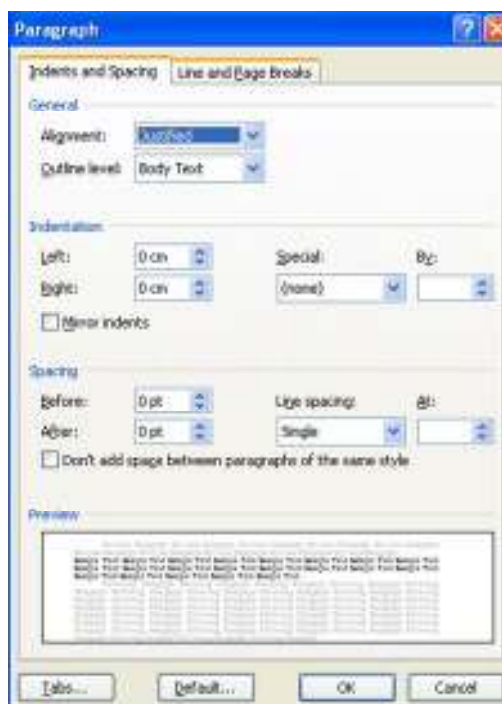 Paragraph
Indents and Spacing Line and Page Breaks
General
Alignment: Justified
Outline level: Body Text
Indentation
Left: 0 cm Special: By:
Right: 0 cm (none)
Mirror indents
Spacing
Before: 0 pt Line spacing: At:
After: 0 pt Single
Don't add space between paragraphs of the same style
Preview
Tabs... Default... OK Cancel